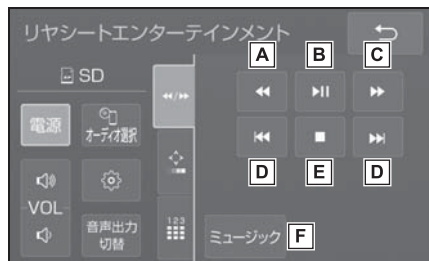 リヤシートエンターテインメント
A B C
SD
電源
オーディオ選択
D E D
VOL
音声出力
切替
123
ミュージック F